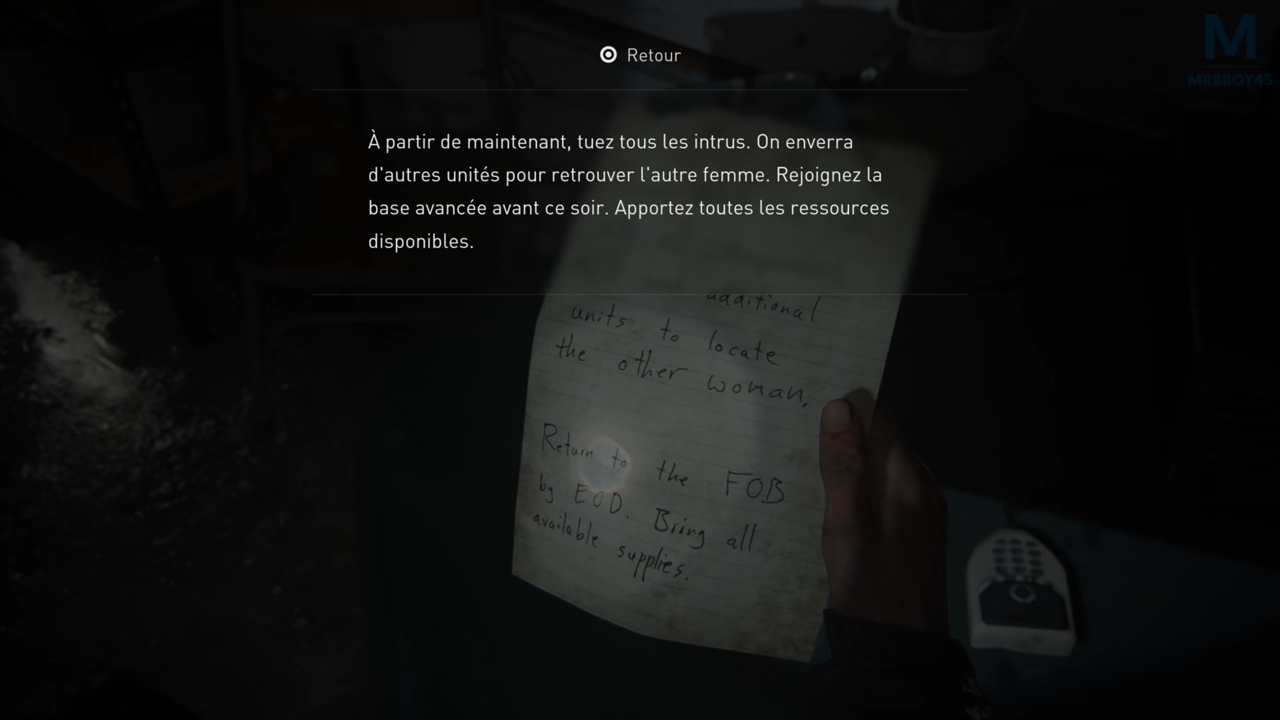 M
MRBBOY45
Retour
À partir de maintenant, tuez tous les intrus. On enverra
d'autres unités pour retrouver l'autre femme. Rejoignez la
base avancée avant ce soir. Apportez toutes les ressources
disponibles.
additional
units to locate
the other woman.
Return to the FOB
by EOD. Bring all
available supplies.